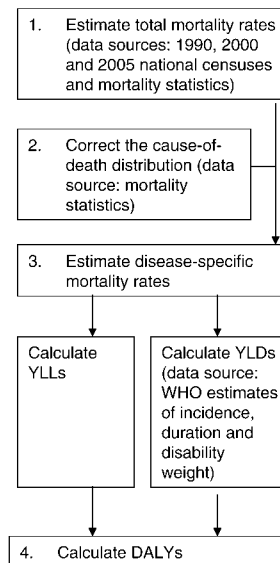 1. Estimate total mortality rates
(data sources: 1990, 2000
and 2005 national censuses
and mortality statistics)
2. Correct the cause-of-
death distribution (data
source: mortality
statistics)
3. Estimate disease-specific
mortality rates
Calculate
YLLs
Calculate YLDs
(data source:
WHO estimates
of incidence,
duration and
disability
weight)
4. Calculate DALYs